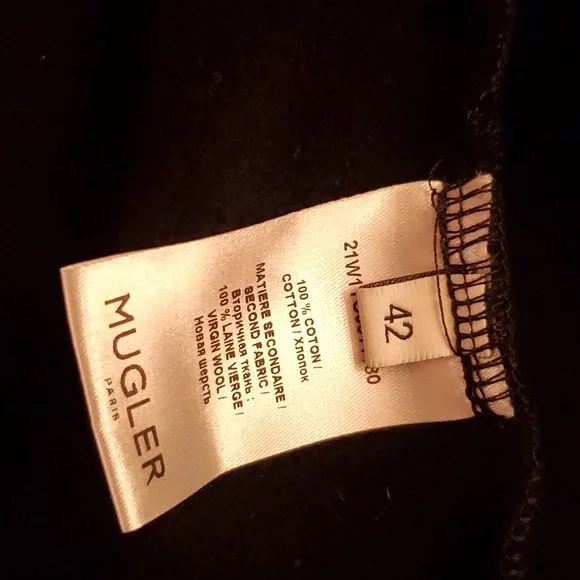 42
100 % COTON /
COTTON / Хлопок
MATIERE SECONDAIRE /
SECOND FABRIC /
Вторичная ткань :
100 % LAINE VIERGE /
VIRGIN WOOL /
Новая шерсть
MUGLER
PARIS